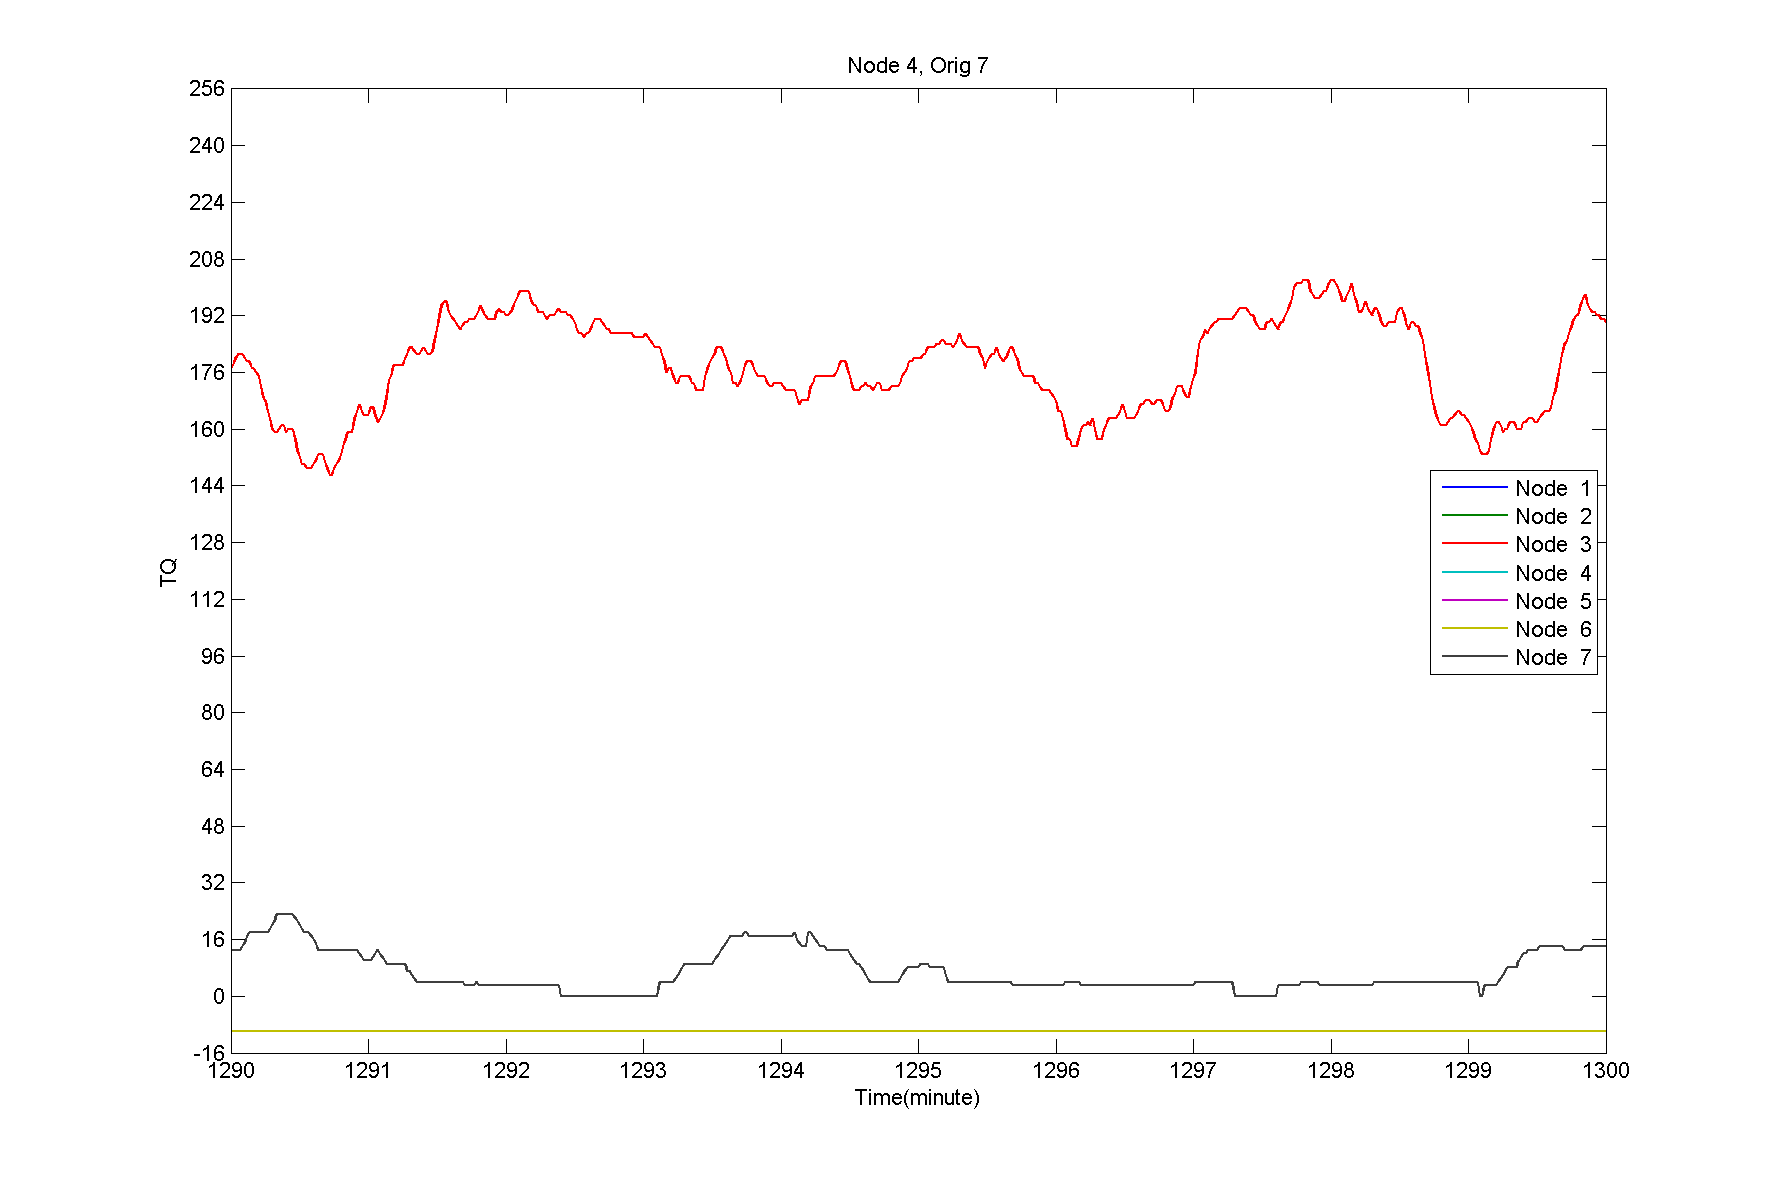 Node 4, Orig 7
256
240
224
208
192
176
160
144
128
112
96
80
64
48
32
16
0
-16
TQ
Node 1
Node 2
Node 3
Node 4
Node 5
Node 6
Node 7
1290 1291 1292 1293 1294 1295 1296 1297 1298 1299 1300
Time(minute)